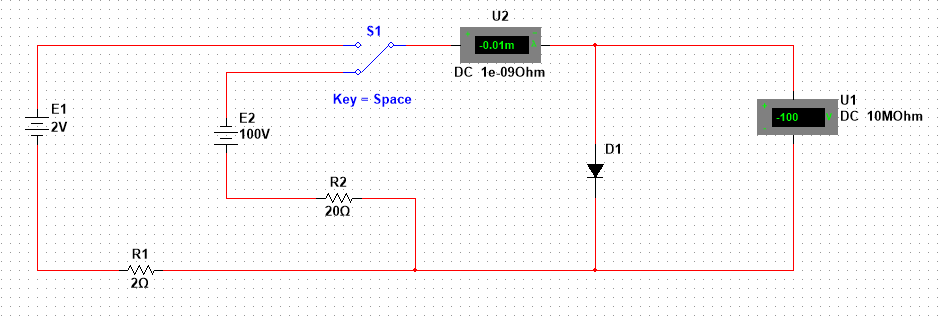 U2
S1
-0.01m
DC 1e-09Ohm
Key = Space
E1
2V
E2
100V
U1
-100 V
DC 10MOhm
D1
R2
20Ω
R1
2Ω